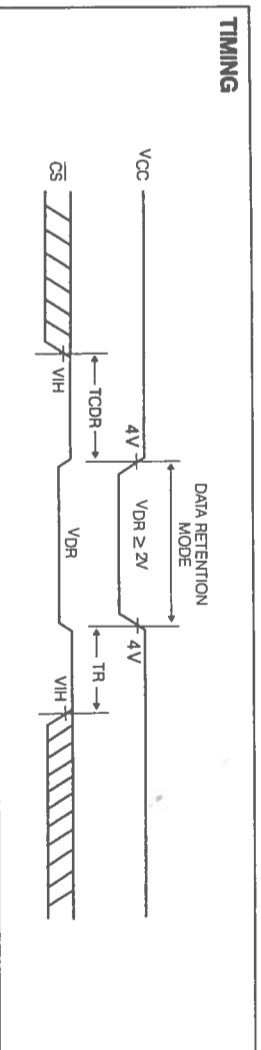 TIMING
DATA RETENTION
MODE
VCC
4V
VDR ≥ 2V
4V
TCDR
TR
VIH
VIH
CS
VDR